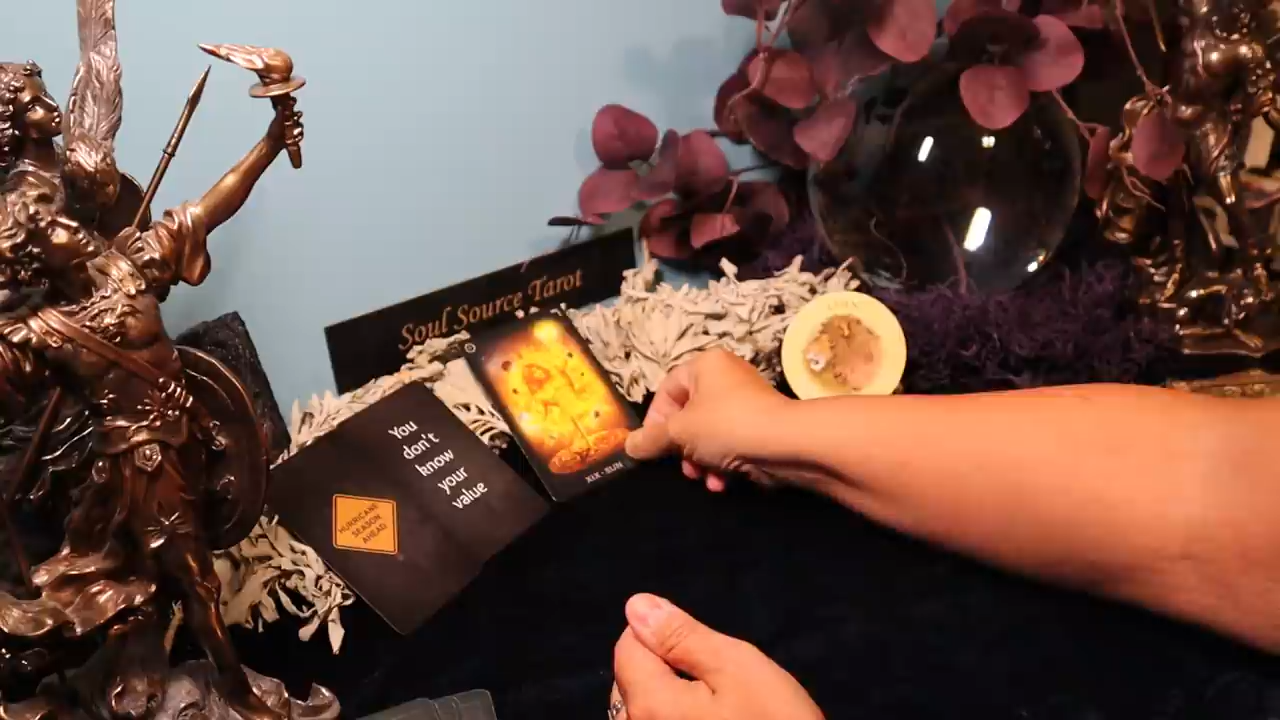 Soul Source Tarot
You
don't
know
your
value
HURRICANE
SEASON
AHEAD
XIX - SUN